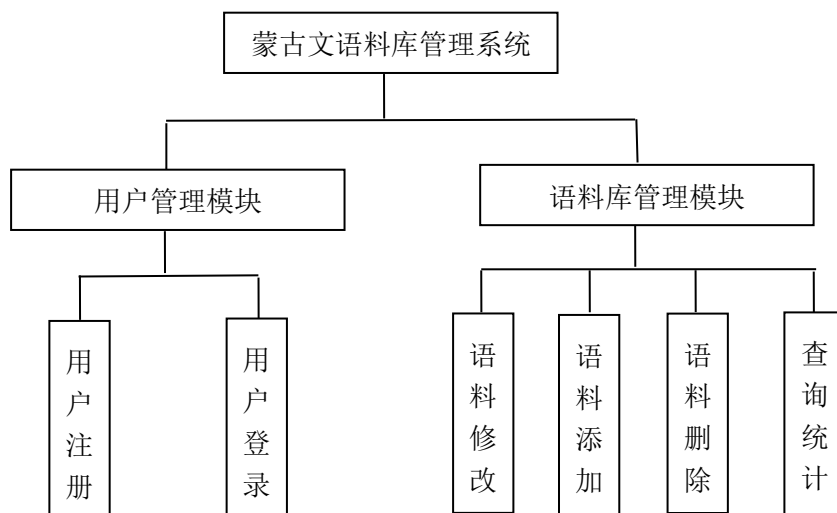 蒙古文语料库管理系统
用户管理模块
语料库管理模块
用户注册
用户登录
语料修改
语料添加
语料删除
查询统计